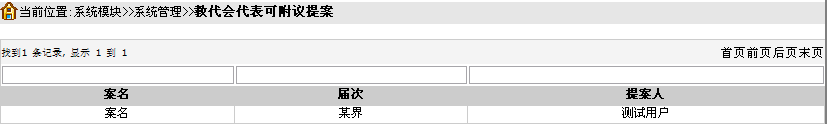 当前位置:系统模块>>系统管理>>教代会代表可附议提案
找到1 条记录, 显示 1 到 1 首页前页后页末页
案名 届次 提案人
案名 某界 测试用户